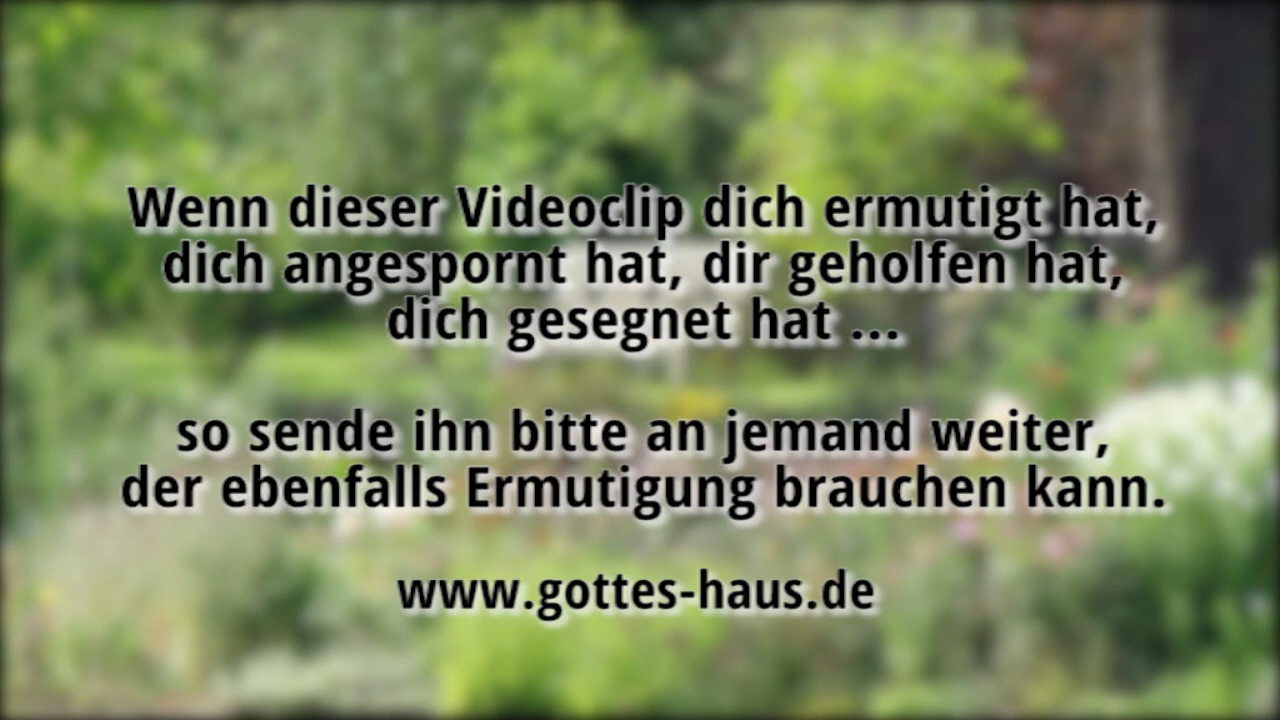 Wenn dieser Videoclip dich ermutigt hat,
dich angespornt hat, dir geholfen hat,
dich gesegnet hat ...
so sende ihn bitte an jemand weiter,
der ebenfalls Ermutigung brauchen kann.
www.gottes-haus.de